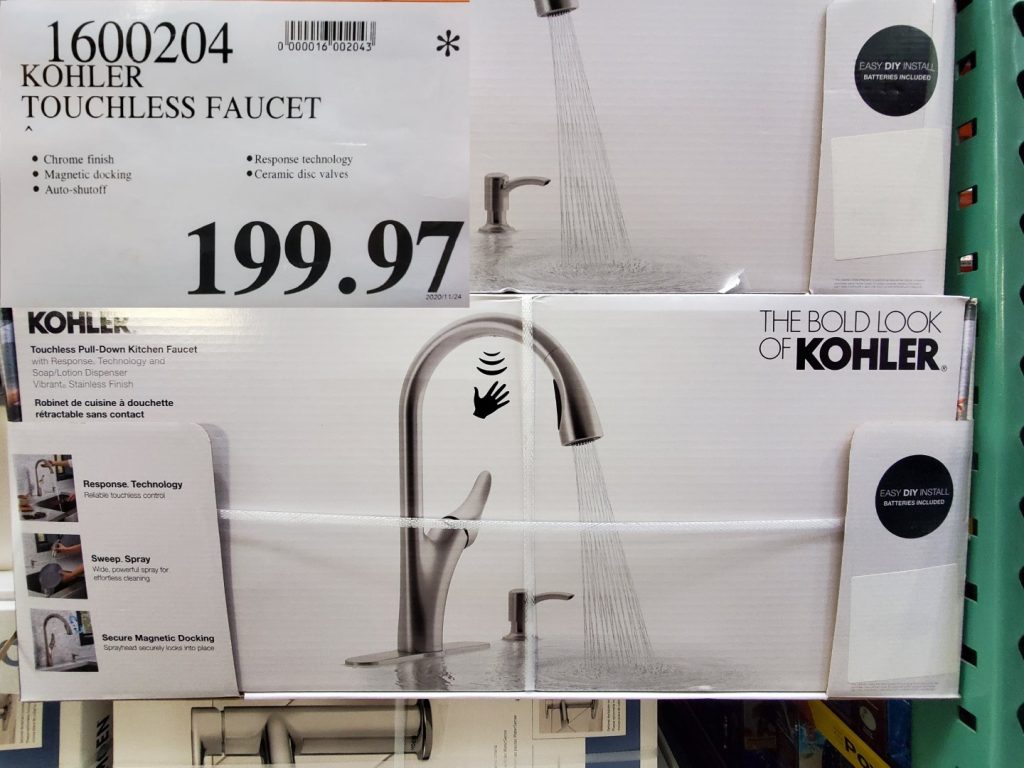 1600204
0 000016 002043
*
KOHLER
TOUCHLESS FAUCET
^
• Chrome finish
• Magnetic docking
• Auto-shutoff
• Response technology
• Ceramic disc valves
199.97
2020/11/24
EASY DIY INSTALL
BATTERIES INCLUDED
KOHLER
Touchless Pull-Down Kitchen Faucet
with Response® Technology and
Soap/Lotion Dispenser
Vibrant® Stainless Finish
Robinet de cuisine à douchette
rétractable sans contact
THE BOLD LOOK
OF KOHLER®
Response® Technology
Reliable touchless control
Sweep® Spray
Wide, powerful spray for
effortless cleaning
Secure Magnetic Docking
Sprayhead securely locks into place
EASY DIY INSTALL
BATTERIES INCLUDED